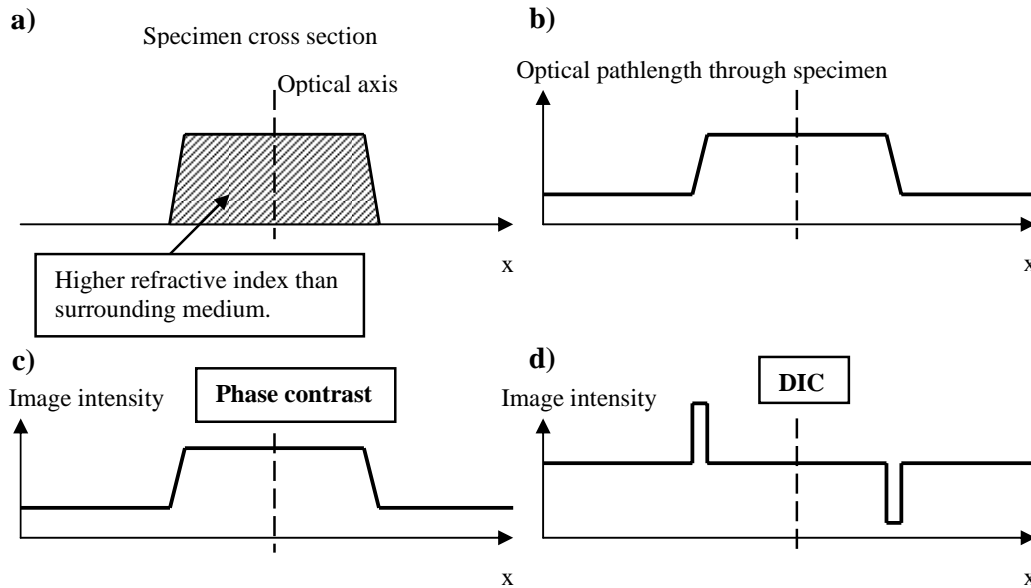 a)
Specimen cross section
Optical axis
Higher refractive index than
surrounding medium.
x
b)
Optical pathlength through specimen
x
c)
Image intensity
Phase contrast
x
d)
Image intensity
DIC
x